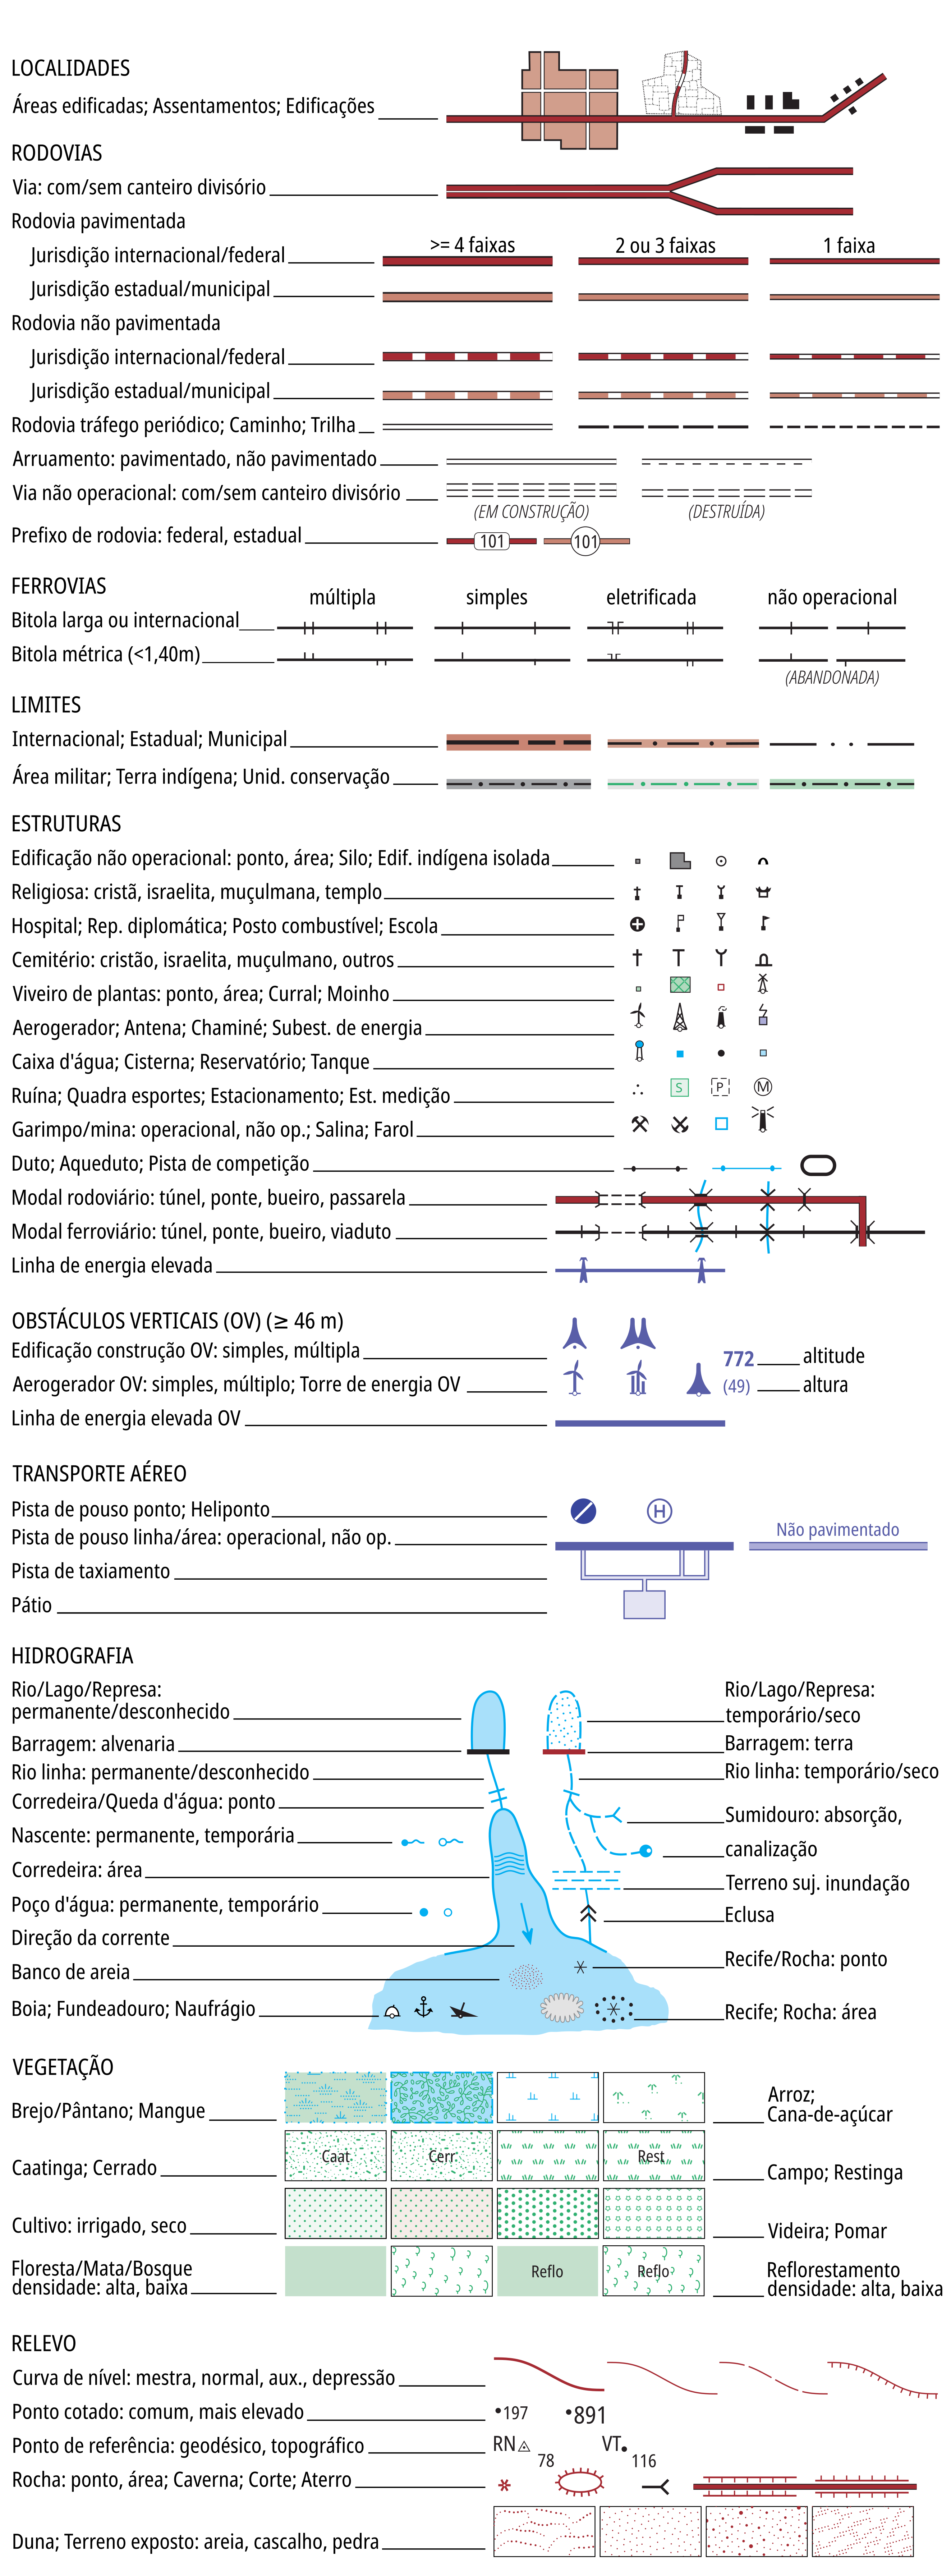 LOCALIDADES
Áreas edificadas; Assentamentos; Edificações
RODOVIAS
Via: com/sem canteiro divisório
Rodovia pavimentada
>= 4 faixas 2 ou 3 faixas 1 faixa
Jurisdição internacional/federal
Jurisdição estadual/municipal
Rodovia não pavimentada
Jurisdição internacional/federal
Jurisdição estadual/municipal
Rodovia tráfego periódico; Caminho; Trilha
Arruamento: pavimentado, não pavimentado
Via não operacional: com/sem canteiro divisório
(EM CONSTRUÇÃO) (DESTRUÍDA)
Prefixo de rodovia: federal, estadual 101 101
FERROVIAS
múltipla simples eletrificada não operacional
Bitola larga ou internacional
Bitola métrica (<1,40m)
(ABANDONADA)
LIMITES
Internacional; Estadual; Municipal
Área militar; Terra indígena; Unid. conservação
ESTRUTURAS
Edificação não operacional: ponto, área; Silo; Edif. indígena isolada
Religiosa: cristã, israelita, muçulmana, templo
Hospital; Rep. diplomática; Posto combustível; Escola
Cemitério: cristão, israelita, muçulmano, outros
Viveiro de plantas: ponto, área; Curral; Moinho
Aerogerador; Antena; Chaminé; Subest. de energia
Caixa d'água; Cisterna; Reservatório; Tanque
Ruína; Quadra esportes; Estacionamento; Est. medição S P M
Garimpo/mina: operacional, não op.; Salina; Farol
Duto; Aqueduto; Pista de competição
Modal rodoviário: túnel, ponte, bueiro, passarela
Modal ferroviário: túnel, ponte, bueiro, viaduto
Linha de energia elevada
OBSTÁCULOS VERTICAIS (OV) (≥ 46 m)
Edificação construção OV: simples, múltipla 772 altitude
Aerogerador OV: simples, múltiplo; Torre de energia OV (49) altura
Linha de energia elevada OV
TRANSPORTE AÉREO
Pista de pouso ponto; Heliponto H
Não pavimentado
Pista de pouso linha/área: operacional, não op.
Pista de taxiamento
Pátio
HIDROGRAFIA
Rio/Lago/Represa: Rio/Lago/Represa:
permanente/desconhecido temporário/seco
Barragem: alvenaria Barragem: terra
Rio linha: permanente/desconhecido Rio linha: temporário/seco
Corredeira/Queda d'água: ponto Sumidouro: absorção,
Nascente: permanente, temporária canalização
Corredeira: área Terreno suj. inundação
Poço d'água: permanente, temporário Eclusa
Direção da corrente
Banco de areia Recife/Rocha: ponto
Boia; Fundeadouro; Naufrágio Recife; Rocha: área
VEGETAÇÃO
Brejo/Pântano; Mangue Arroz;
Cana-de-açúcar
Caatinga; Cerrado Caat Cerr Rest Campo; Restinga
Cultivo: irrigado, seco Videira; Pomar
Floresta/Mata/Bosque Reflo Reflo Reflorestamento
densidade: alta, baixa densidade: alta, baixa
RELEVO
Curva de nível: mestra, normal, aux., depressão
Ponto cotado: comum, mais elevado 197 891
Ponto de referência: geodésico, topográfico RN VT
78 116
Rocha: ponto, área; Caverna; Corte; Aterro
Duna; Terreno exposto: areia, cascalho, pedra